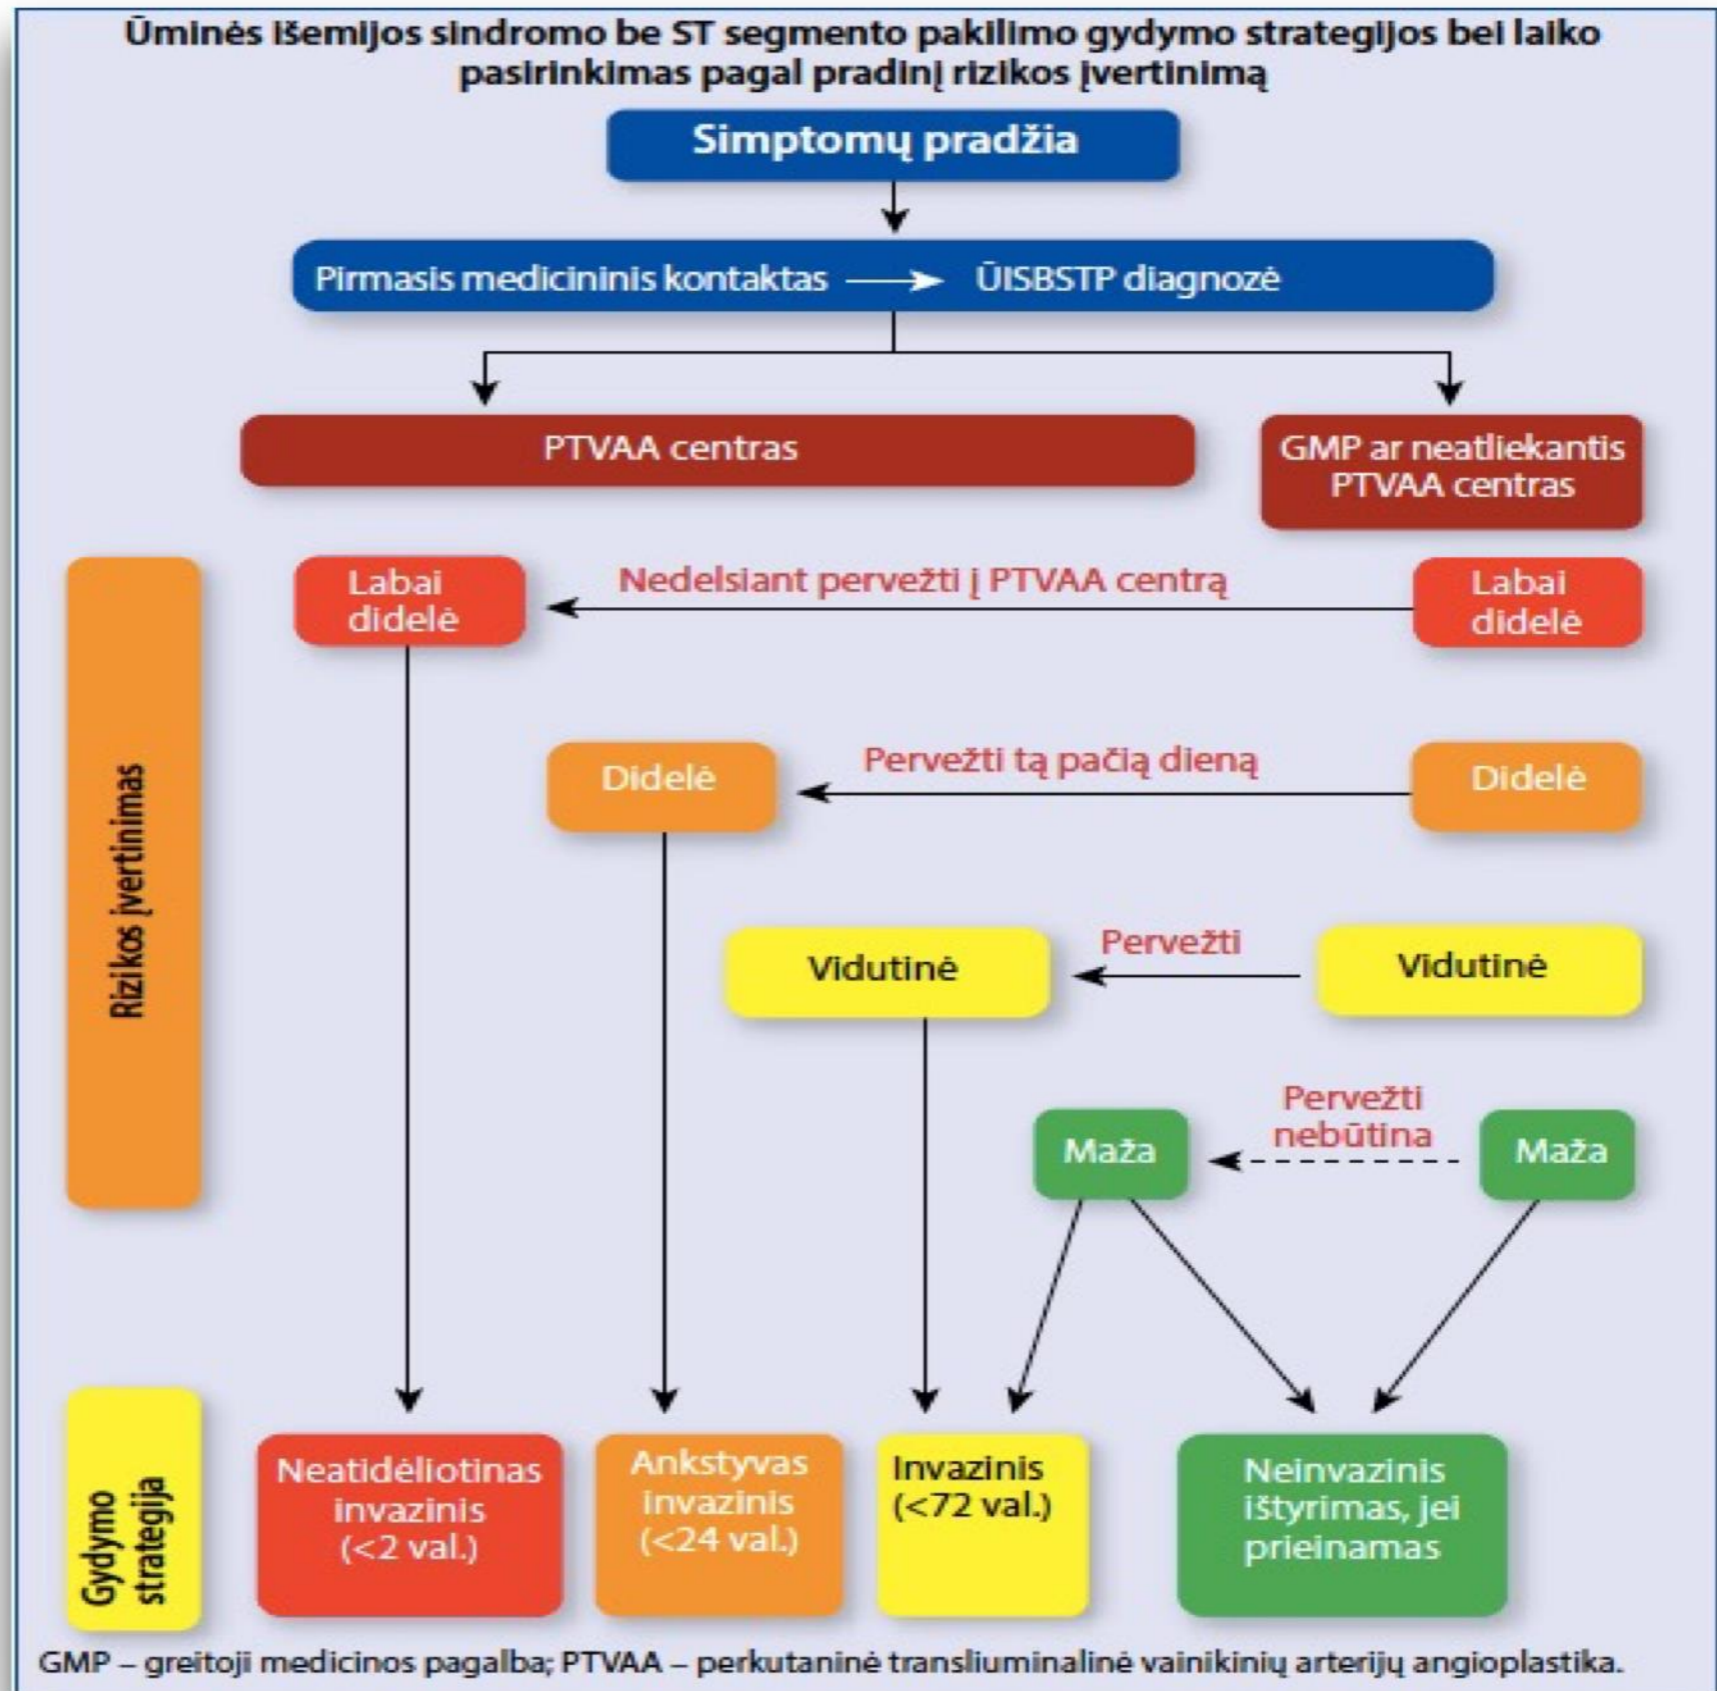 Ūminės išemijos sindromo be ST segmento pakilimo gydymo strategijos bei laiko
pasirinkimas pagal pradinį rizikos įvertinimą
Simptomų pradžia
Pirmasis medicininis kontaktas → ŪISBSTP diagnozė
PTVAA centras
GMP ar neatliekantis
PTVAA centras
Rizikos įvertinimas
Labai
didelė
Nedelsiant pervežti į PTVAA centrą
Labai
didelė
Didelė
Pervežti tą pačią dieną
Didelė
Vidutinė
Pervežti
Vidutinė
Maža
Pervežti
nebūtina
Maža
Gydymo
strategija
Neatidėliotinas
invazinis
(<2 val.)
Ankstyvas
invazinis
(<24 val.)
Invazinis
(<72 val.)
Neinvazinis
ištyrimas, jei
prieinamas
GMP – greitoji medicinos pagalba; PTVAA – perkutaninė transliuminalinė vainikinių arterijų angioplastika.